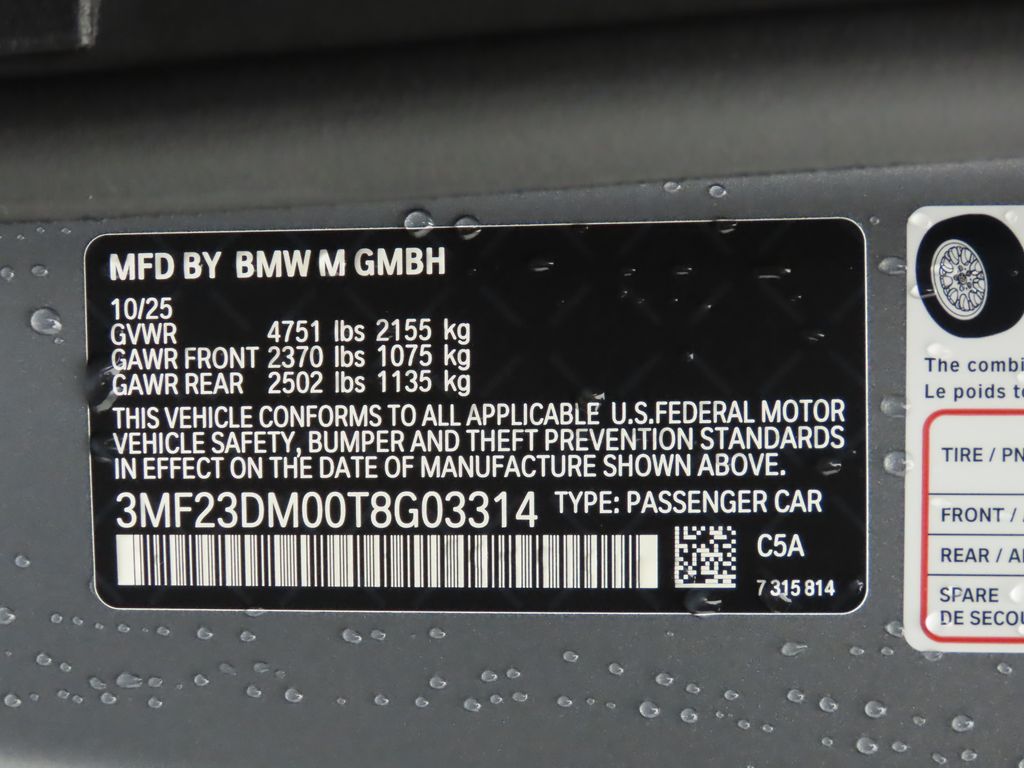 MFD BY BMW M GMBH
10/25
GVWR 4751 lbs 2155 kg
GAWR FRONT 2370 lbs 1075 kg
GAWR REAR 2502 lbs 1135 kg
THIS VEHICLE CONFORMS TO ALL APPLICABLE U.S.FEDERAL MOTOR
VEHICLE SAFETY, BUMPER AND THEFT PREVENTION STANDARDS
IN EFFECT ON THE DATE OF MANUFACTURE SHOWN ABOVE.
3MF23DM00T8G03314 TYPE: PASSENGER CAR
C5A
7 315 814
The combi
Le poids to
TIRE / PN
FRONT /
REAR / A
SPARE
DE SECOU